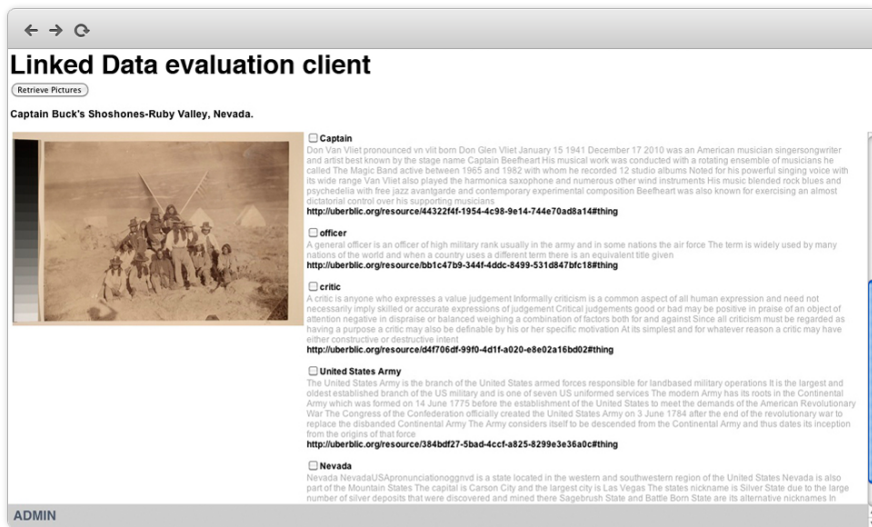 Linked Data evaluation client
Retrieve Pictures
Captain Buck's Shoshones-Ruby Valley, Nevada.
Captain
Don Van Vliet pronounced vn vlit born Don Glen Vliet January 15 1941 December 17 2010 was an American musician singersongwriter
and artist best known by the stage name Captain Beefheart His musical work was conducted with a rotating ensemble of musicians he
called The Magic Band active between 1965 and 1982 with whom he recorded 12 studio albums Noted for his powerful singing voice with
its wide range Van Vliet also played the harmonica saxophone and numerous other wind instruments His music blended rock blues and
psychedelia with free jazz avantgarde and contemporary experimental composition Beefheart was also known for exercising an almost
dictatorial control over his supporting musicians
http://uberblic.org/resource/44322f4f-1954-4c98-9e14-744e70ad8a14#thing
officer
A general officer is an officer of high military rank usually in the army and in some nations the air force The term is widely used by many
nations of the world and when a country uses a different term there is an equivalent title given
http://uberblic.org/resource/bb1c47b9-344f-4ddc-8499-531d847bfc18#thing
critic
A critic is anyone who expresses a value judgement Informally criticism is a common aspect of all human expression and need not
necessarily imply skilled or accurate expressions of judgement Critical judgements good or bad may be positive in praise of an object of
attention negative in dispraise or balanced weighing a combination of factors both for and against Since all criticism must be regarded as
having a purpose a critic may also be definable by his or her specific motivation At its simplest and for whatever reason a critic may have
either constructive or destructive intent
http://uberblic.org/resource/d4f706df-99f0-4d1f-a020-e8e02a16bd02#thing
United States Army
The United States Army is the branch of the United States armed forces responsible for landbased military operations It is the largest and
oldest established branch of the US military and is one of seven US uniformed services The modern Army has its roots in the Continental
Army which was formed on 14 June 1775 before the establishment of the United States to meet the demands of the American Revolutionary
War The Congress of the Confederation officially created the United States Army on 3 June 1784 after the end of the revolutionary war to
replace the disbanded Continental Army The Army considers itself to be descended from the Continental Army and thus dates its inception
from the origins of that force
http://uberblic.org/resource/384bdf27-5bad-4ccf-a825-8299e3e36a0c#thing
Nevada
Nevada NevadaUSApronunciationoggnvd is a state located in the western and southwestern region of the United States Nevada is also
part of the Mountain States The capital is Carson City and the largest city is Las Vegas The states nickname is Silver State due to the large
number of silver deposits that were discovered and mined there Sagebrush State and Battle Born State are its alternative nicknames In
ADMIN